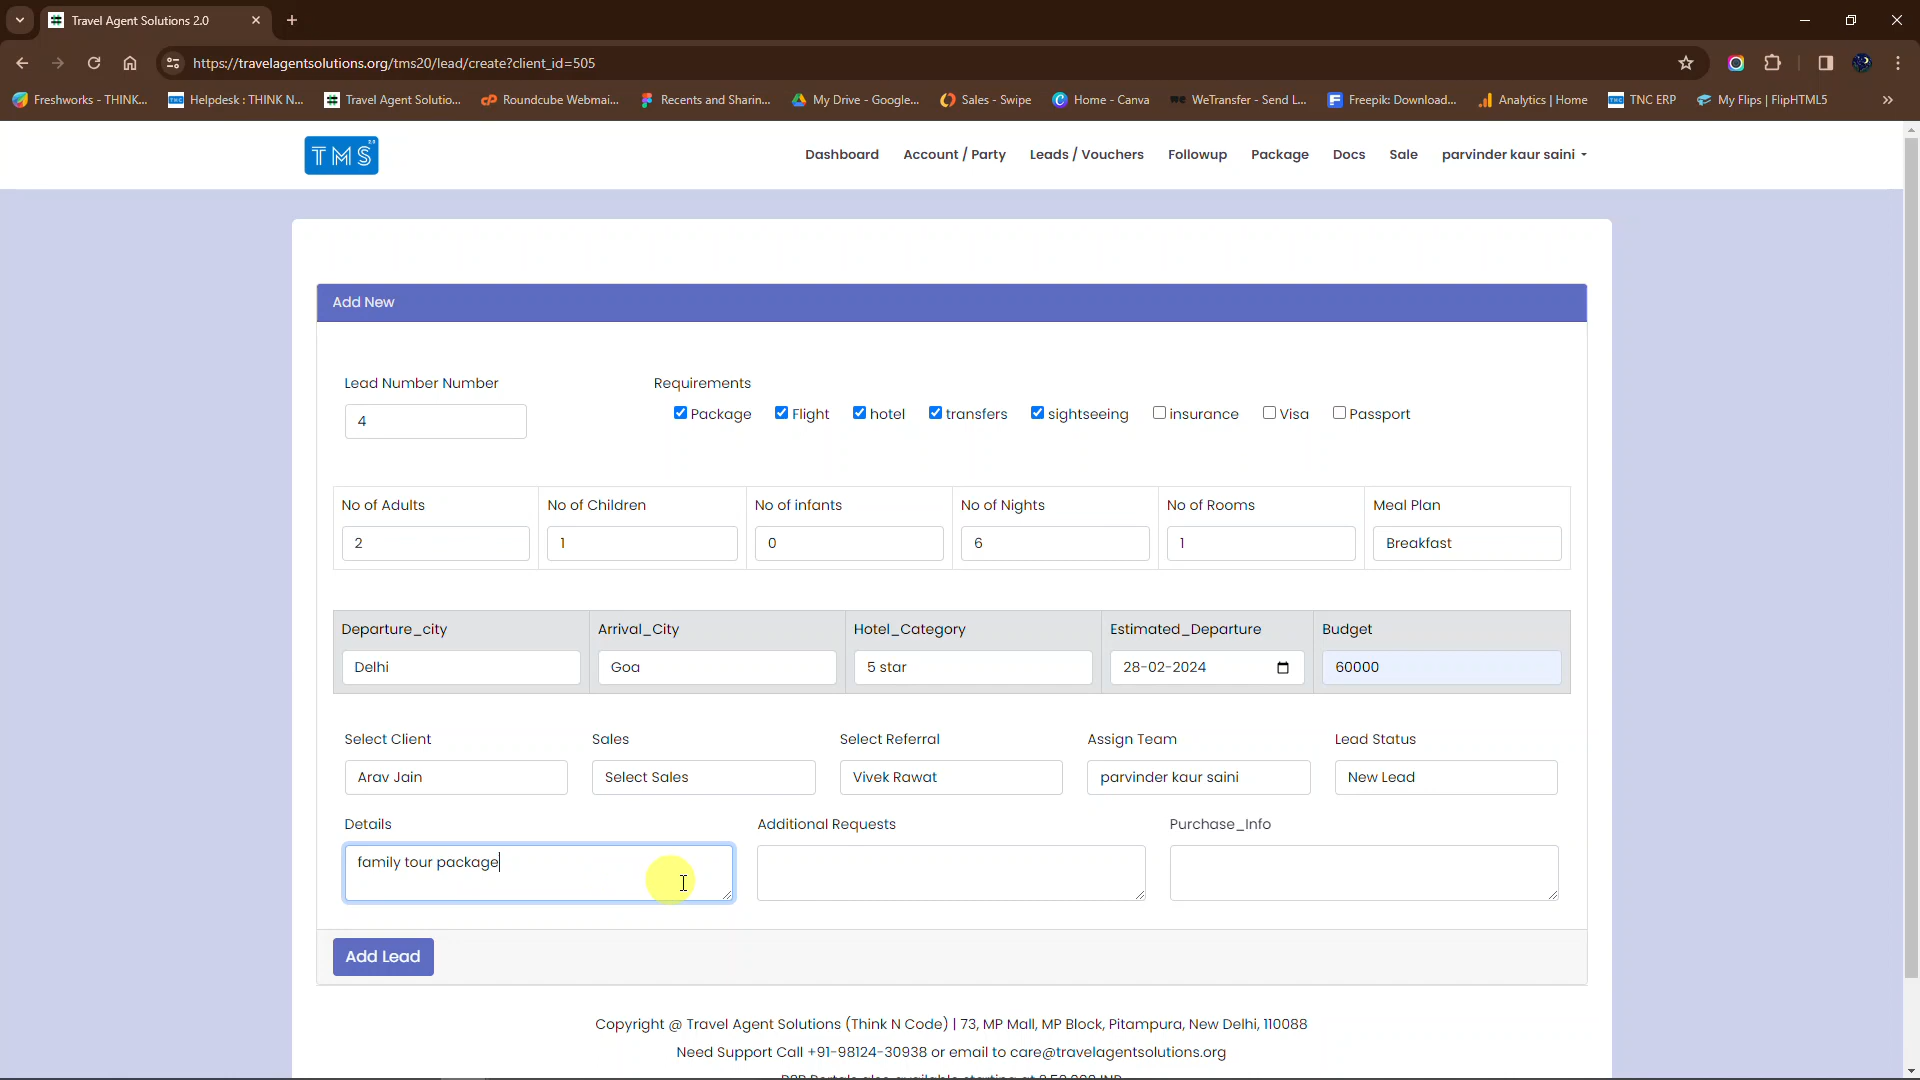 Travel Agent Solutions 2.0
https://travelagentsolutions.org/tms20/lead/create?client_id=505
Freshworks - THINK... Helpdesk : THINK N... Travel Agent Solutio... Roundcube Webmai... Recents and Sharin... My Drive - Google... Sales - Swipe Home - Canva WeTransfer - Send L... Freepik: Download... Analytics | Home TNC ERP My Flips | FlipHTML5 »
TMS Dashboard Account / Party Leads / Vouchers Followup Package Docs Sale parvinder kaur saini
Add New
Lead Number Number Requirements
4 Package Flight hotel transfers sightseeing insurance Visa Passport
No of Adults No of Children No of infants No of Nights No of Rooms Meal Plan
2 1 0 6 1 Breakfast
Departure_city Arrival_City Hotel_Category Estimated_Departure Budget
Delhi Goa 5 star 28-02-2024 60000
Select Client Sales Select Referral Assign Team Lead Status
Arav Jain Select Sales Vivek Rawat parvinder kaur saini New Lead
Details Additional Requests Purchase_Info
family tour package
Add Lead
Copyright @ Travel Agent Solutions (Think N Code) | 73, MP Mall, MP Block, Pitampura, New Delhi, 110088
Need Support Call +91-98124-30938 or email to care@travelagentsolutions.org